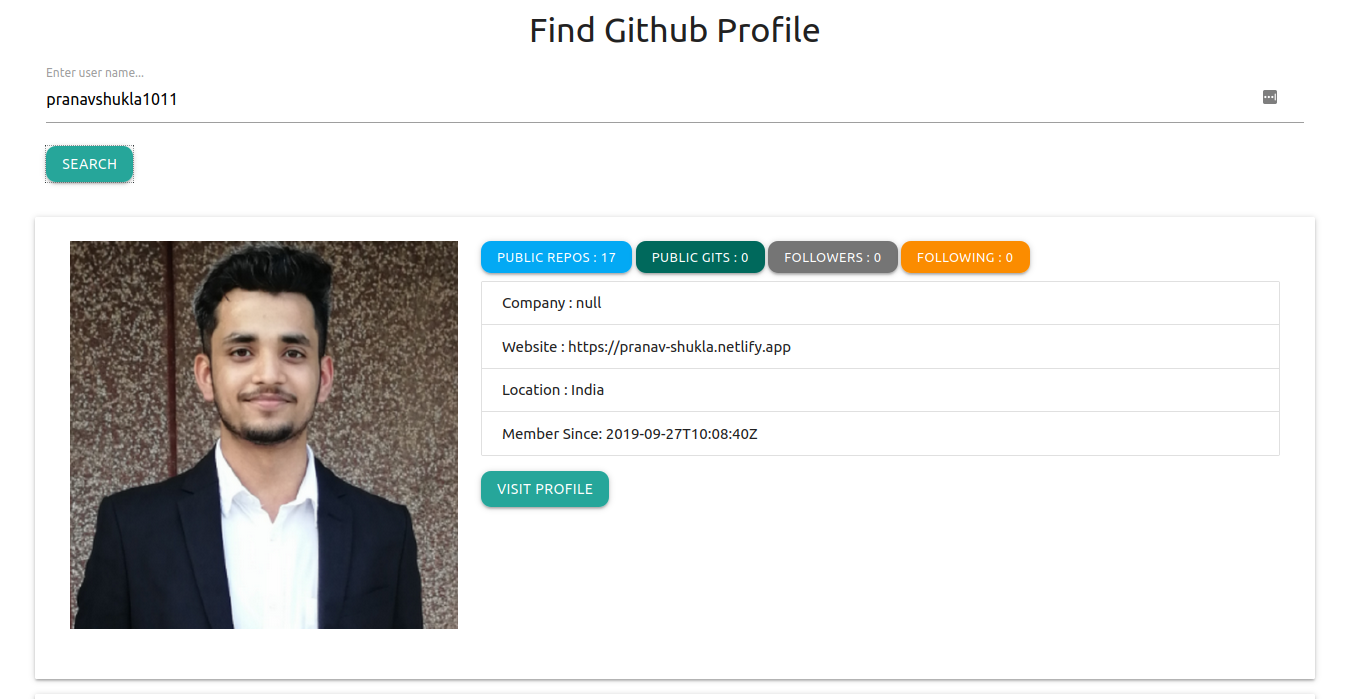 Find Github Profile
Enter user name...
pranavshukla1011
SEARCH
PUBLIC REPOS : 17 PUBLIC GITS : 0 FOLLOWERS : 0 FOLLOWING : 0
Company : null
Website : https://pranav-shukla.netlify.app
Location : India
Member Since: 2019-09-27T10:08:40Z
VISIT PROFILE